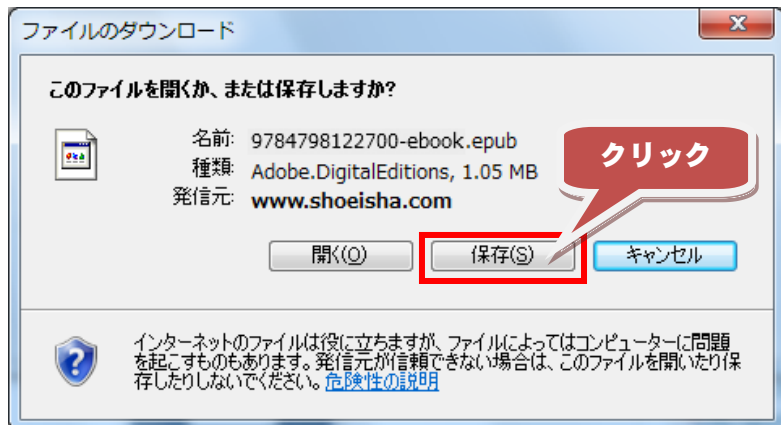 ファイルのダウンロード
このファイルを開くか、または保存しますか?
名前: 9784798122700-ebook.epub
種類: Adobe.DigitalEditions, 1.05 MB
発信元: www.shoeisha.com
クリック
開く(O) 保存(S) キャンセル
インターネットのファイルは役に立ちますが、ファイルによってはコンピューターに問題
を起こすものもあります。発信元が信頼できない場合は、このファイルを開いたり保
存したりしないでください。危険性の説明